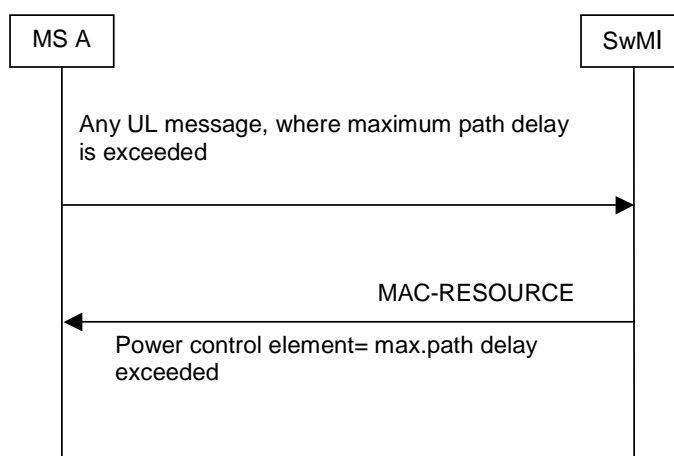 MS A
SwMI
Any UL message, where maximum path delay
is exceeded
MAC-RESOURCE
Power control element= max.path delay
exceeded